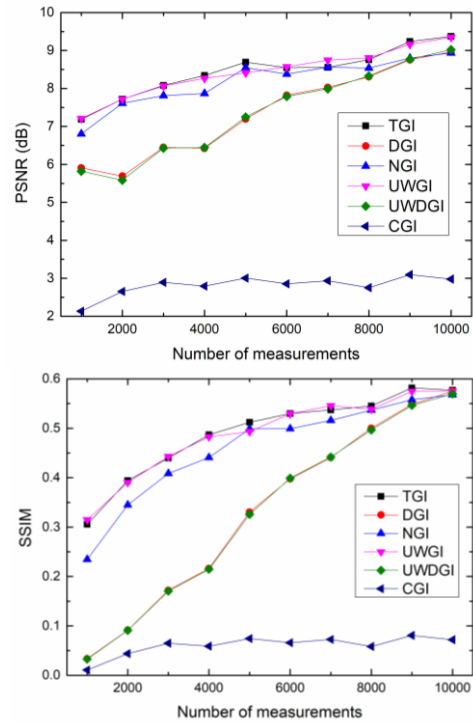 10
9
8
7
6
5
4
3
2
PSNR (dB)
TGI
DGI
NGI
UWGI
UWDGI
CGI
2000 4000 6000 8000 10000
Number of measurements
0.6
0.5
0.4
0.3
0.2
0.1
0.0
SSIM
TGI
DGI
NGI
UWGI
UWDGI
CGI
2000 4000 6000 8000 10000
Number of measurements